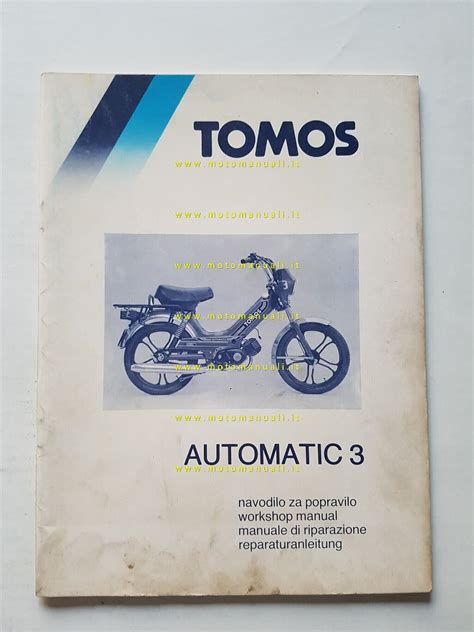 TOMOS
www.motomanuali.it
www.motomanuali.it
www.motomanuali.it
www.motomanuali.it
TOMOS
www.motomanuali.it
www.motomanuali.it
AUTOMATIC 3
www.motomanuali.it
navodilo za popravilo
workshop manual
manuale di riparazione
reparaturanleitung